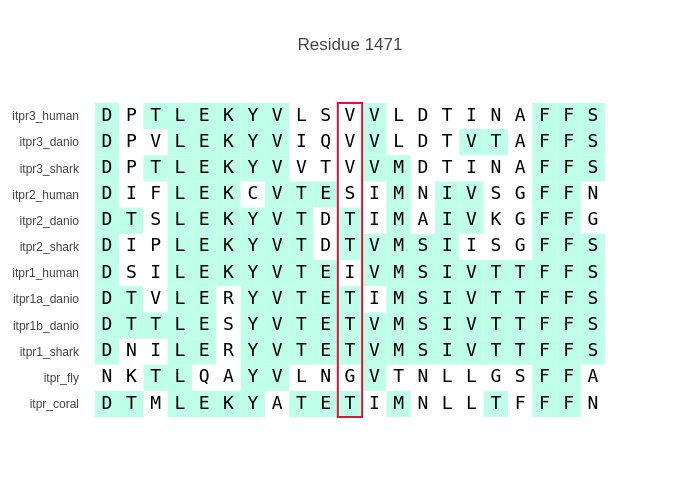 Residue 1471
itpr3_human D P T L E K Y V L S V V L D T I N A F F S
itpr3_danio D P V L E K Y V I Q V V L D T V T A F F S
itpr3_shark D P T L E K Y V V T V V M D T I N A F F S
itpr2_human D I F L E K C V T E S I M N I V S G F F N
itpr2_danio D T S L E K Y V T D T I M A I V K G F F G
itpr2_shark D I P L E K Y V T D T V M S I I S G F F S
itpr1_human D S I L E K Y V T E I V M S I V T T F F S
itpr1a_danio D T V L E R Y V T E T I M S I V T T F F S
itpr1b_danio D T T L E S Y V T E T V M S I V T T F F S
itpr1_shark D N I L E R Y V T E T V M S I V T T F F S
itpr_fly N K T L Q A Y V L N G V T N L L G S F F A
itpr_coral D T M L E K Y A T E T I M N L L T F F F N